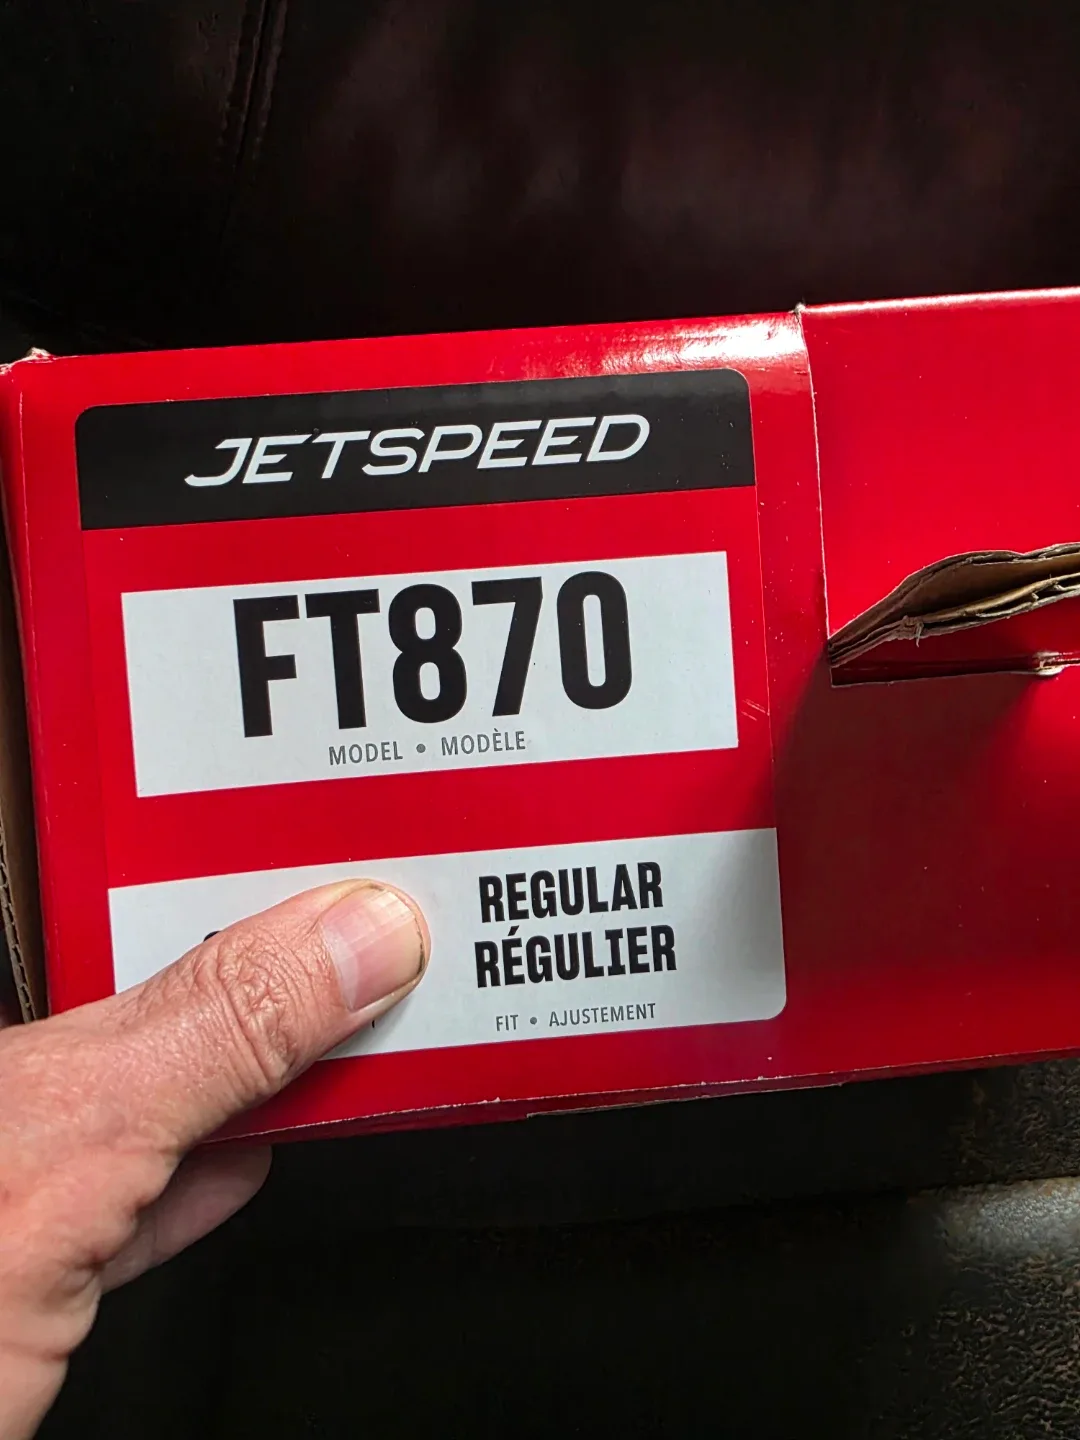 JETSPEED
FT870
MODEL • MODÈLE
REGULAR
RÉGULIER
FIT • AJUSTEMENT